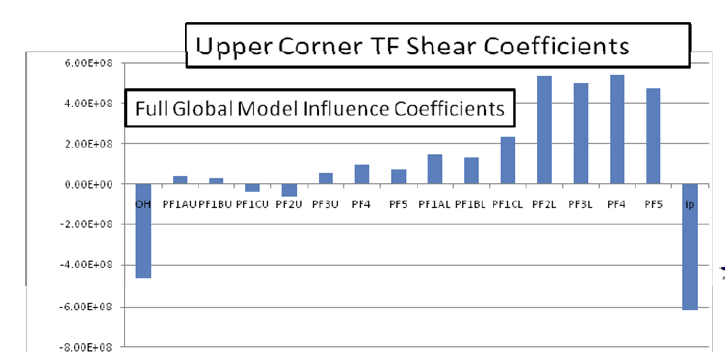 Upper Corner TF Shear Coefficients
6.00E+08
Full Global Model Influence Coefficients
4.00E+08
2.00E+08
0.00E+00
OH PF1AU PF1BU PF1CU PF2U PF3U PF4 PF5 PF1AL PF1BL PF1CL PF2L PF3L PF4 PF5 ip
-2.00E+08
-4.00E+08
-6.00E+08
-8.00E+08